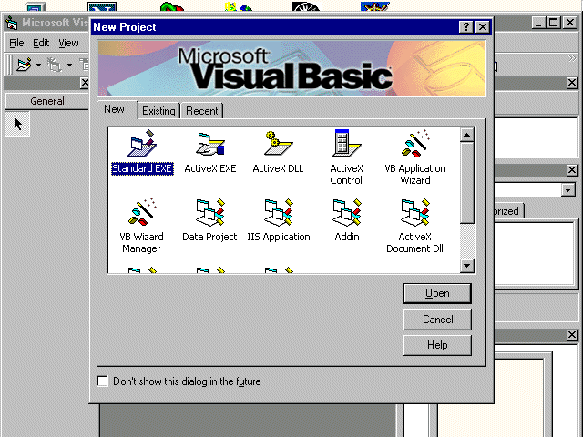 Microsoft Vis
New Project
File Edit View
Microsoft
Visual Basic
General
New Existing Recent
Standard EXE ActiveX EXE ActiveX DLL ActiveX Control VB Application Wizard
VB Wizard Manager Data Project IIS Application Addin ActiveX Document Dll
orized
Open
Cancel
Help
Don't show this dialog in the future